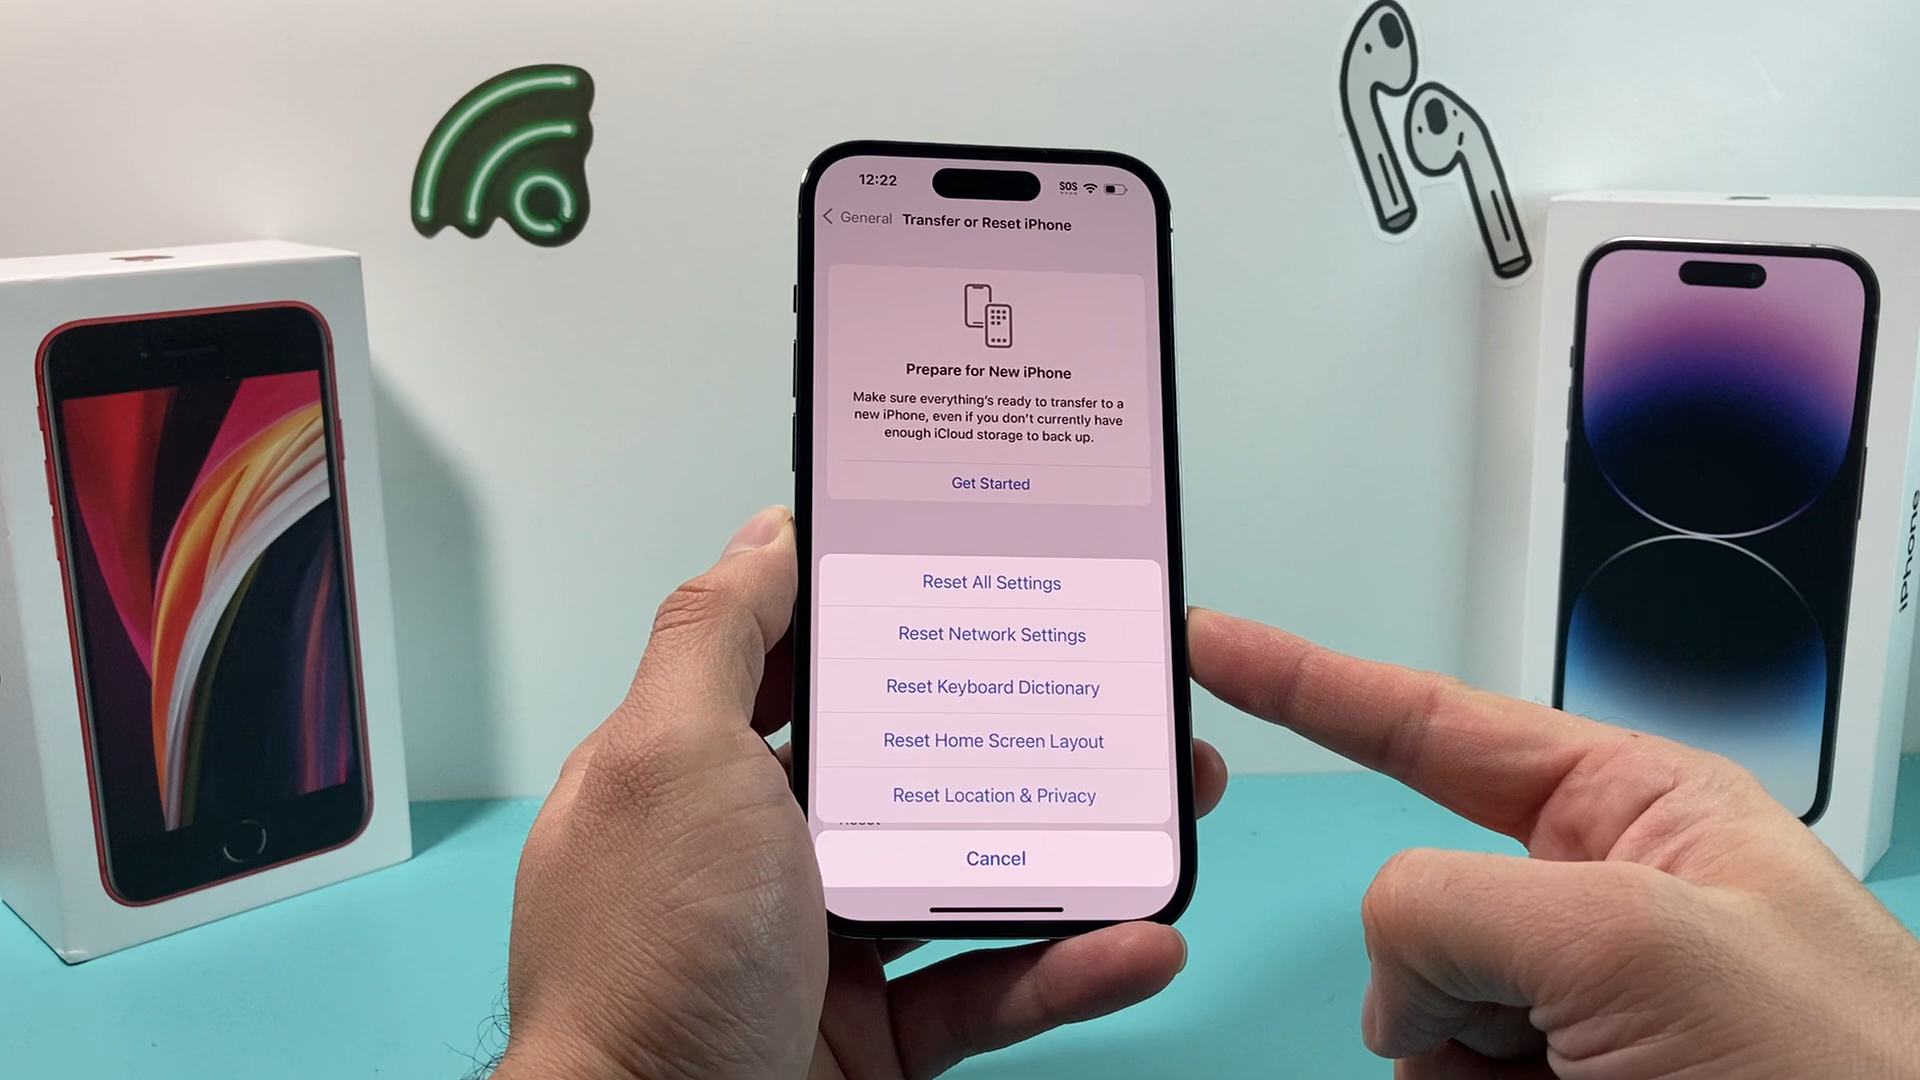 12:22
SOS
General
Transfer or Reset iPhone
Prepare for New iPhone
Make sure everything's ready to transfer to a
new iPhone, even if you don't currently have
enough iCloud storage to back up.
Get Started
Reset All Settings
Reset Network Settings
Reset Keyboard Dictionary
Reset Home Screen Layout
Reset Location & Privacy
Reset
Cancel
iPhone